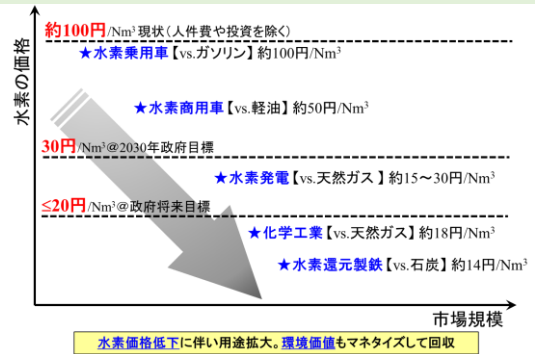 水素の価格
約100円/Nm³ 現状(人件費や投資を除く)
★水素乗用車【vs.ガソリン】約100円/Nm³
★水素商用車【vs.軽油】約50円/Nm³
30円/Nm³@2030年政府目標
★水素発電【vs.天然ガス】約15～30円/Nm³
≤20円/Nm³@政府将来目標
★化学工業【vs.天然ガス】約18円/Nm³
★水素還元製鉄【vs.石炭】約14円/Nm³
市場規模
水素価格低下に伴い用途拡大。環境価値もマネタイズして回収